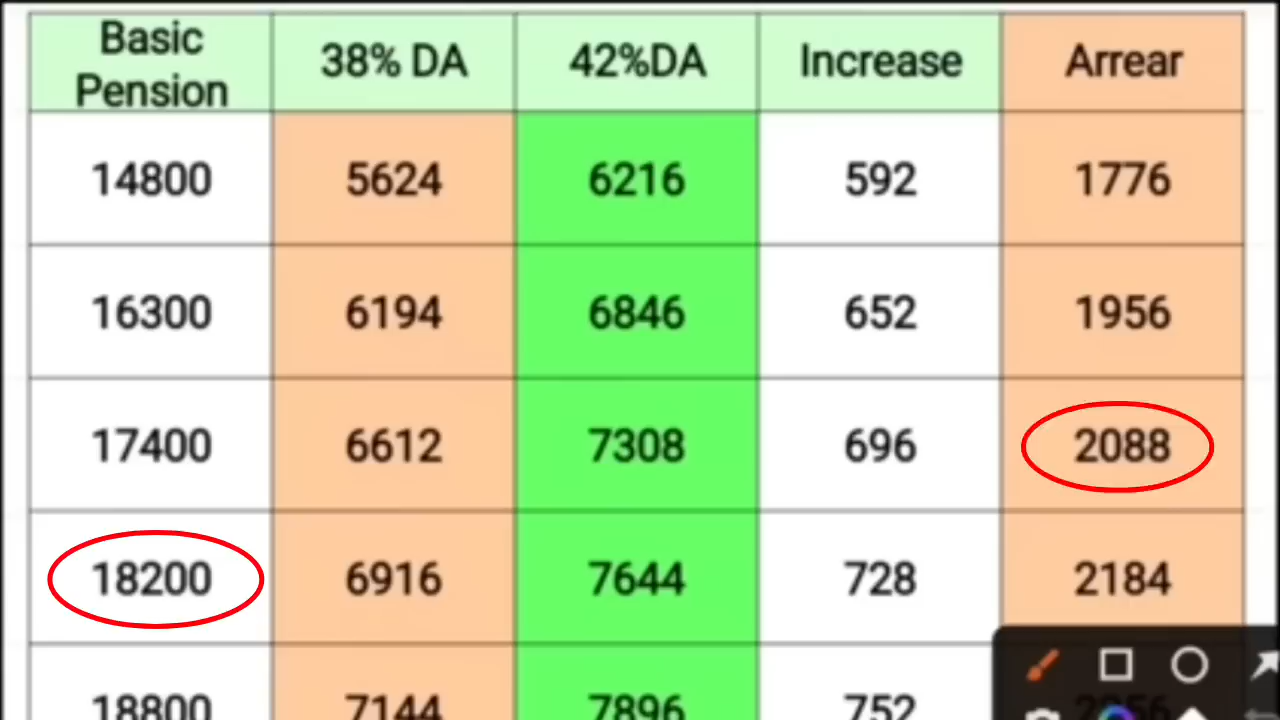 Basic Pension 38% DA 42%DA Increase Arrear
14800 5624 6216 592 1776
16300 6194 6846 652 1956
17400 6612 7308 696 2088
18200 6916 7644 728 2184
18800 7144 7896 752